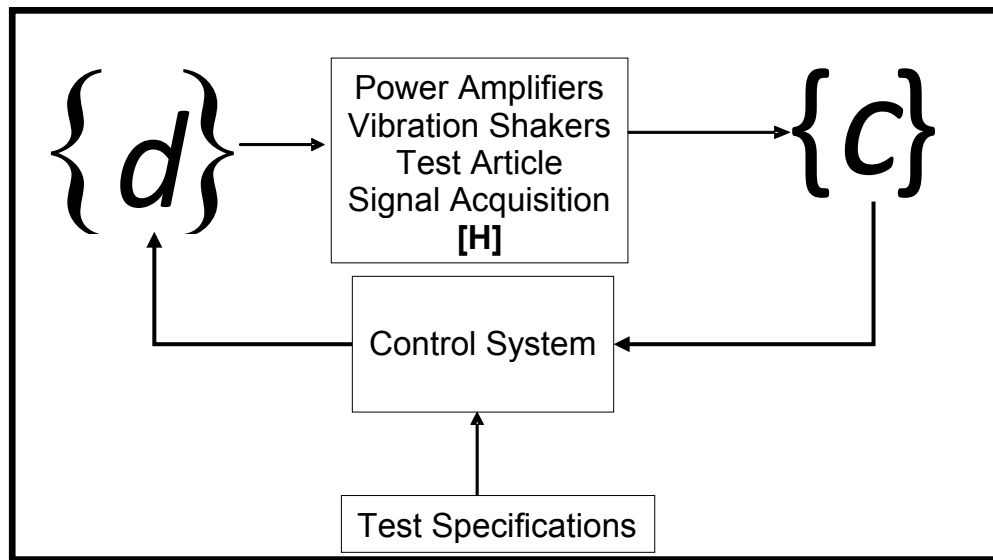 {d}
Power Amplifiers
Vibration Shakers
Test Article
Signal Acquisition
[H]
{c}
Control System
Test Specifications